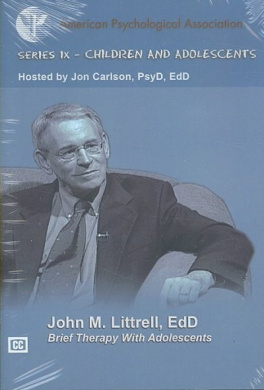 American Psychological Association
SERIES IX - CHILDREN AND ADOLESCENTS
Hosted by Jon Carlson, PsyD, EdD
John M. Littrell, EdD
Brief Therapy With Adolescents
CC